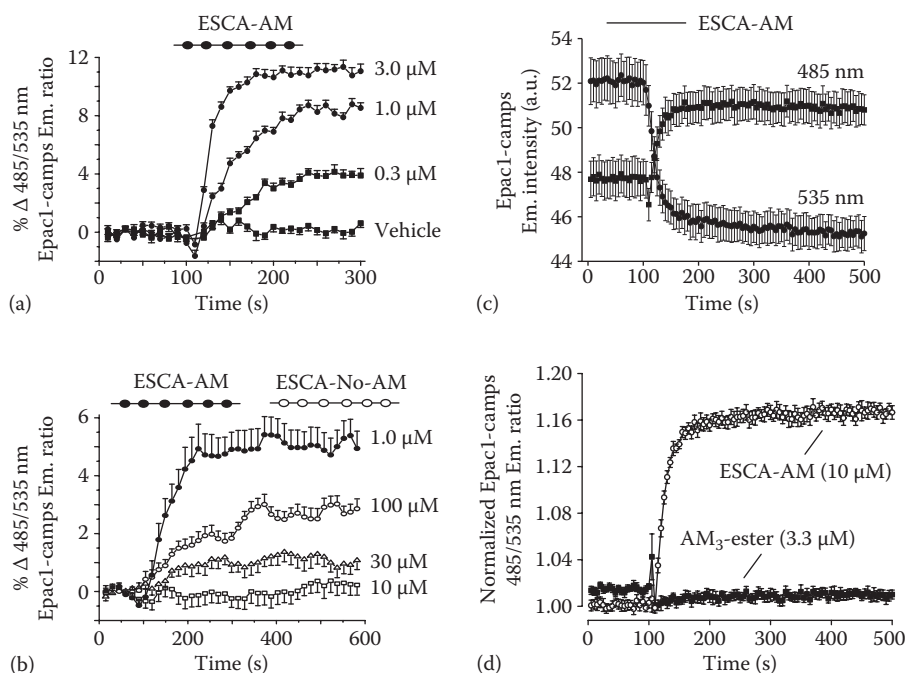 ESCA-AM
% Δ 485/535 nm
Epac1-camps Em. ratio
12
8
4
0
3.0 μM
1.0 μM
0.3 μM
Vehicle
0 100 200 300
(a) Time (s)
ESCA-AM
Epac1-camps
Em. intensity (a.u.)
54
52
50
48
46
44
485 nm
535 nm
0 100 200 300 400 500
(c) Time (s)
ESCA-AM ESCA-No-AM
% Δ 485/535 nm
Epac1-camps Em. ratio
6
4
2
0
1.0 μM
100 μM
30 μM
10 μM
0 200 400 600
(b) Time (s)
Normalized Epac1-camps
485/535 nm Em. ratio
1.20
1.16
1.12
1.08
1.04
1.00
ESCA-AM (10 μM)
AM₃-ester (3.3 μM)
0 100 200 300 400 500
(d) Time (s)